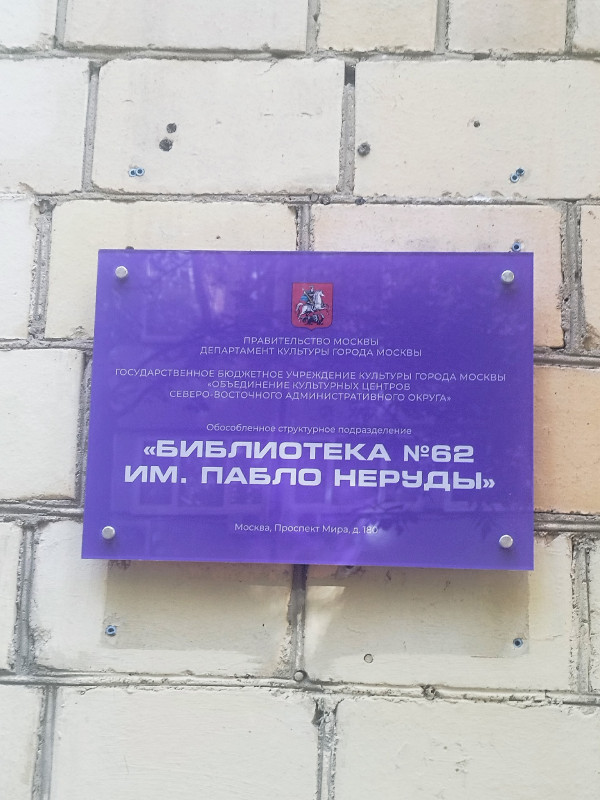 ПРАВИТЕЛЬСТВО МОСКВЫ
ДЕПАРТАМЕНТ КУЛЬТУРЫ ГОРОДА МОСКВЫ
ГОСУДАРСТВЕННОЕ БЮДЖЕТНОЕ УЧРЕЖДЕНИЕ КУЛЬТУРЫ ГОРОДА МОСКВЫ
«ОБЪЕДИНЕНИЕ КУЛЬТУРНЫХ ЦЕНТРОВ
СЕВЕРО-ВОСТОЧНОГО АДМИНИСТРАТИВНОГО ОКРУГА»
Обособленное структурное подразделение
«БИБЛИОТЕКА №62
ИМ. ПАБЛО НЕРУДЫ»
Москва, Проспект Мира, д. 180